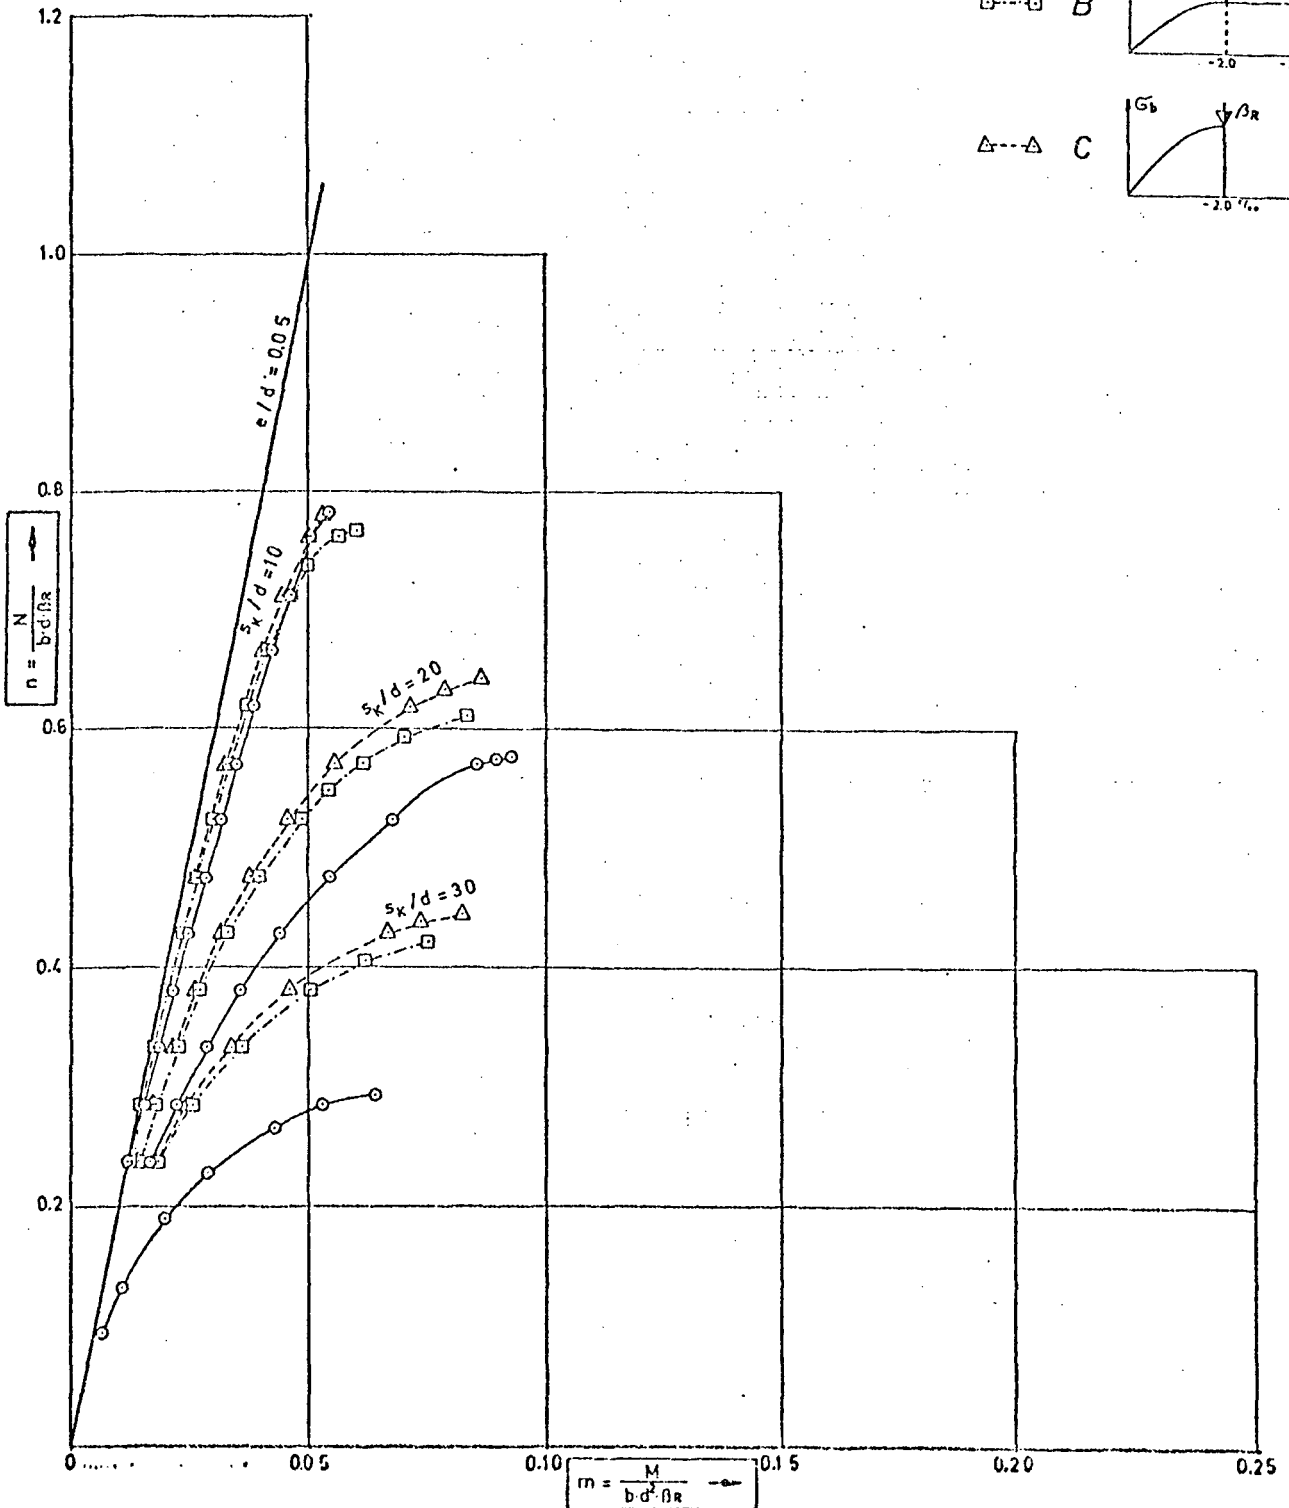 1.2
B
-2.0
σb
βR
C
-2.0 ‰
1.0
e/d = 0.05
0.8
n = N / b·d·βR
sK/d = 10
sK/d = 20
0.6
sK/d = 30
0.4
0.2
0
0.05
0.10
0.15
0.20
0.25
m = M / b·d²·βR